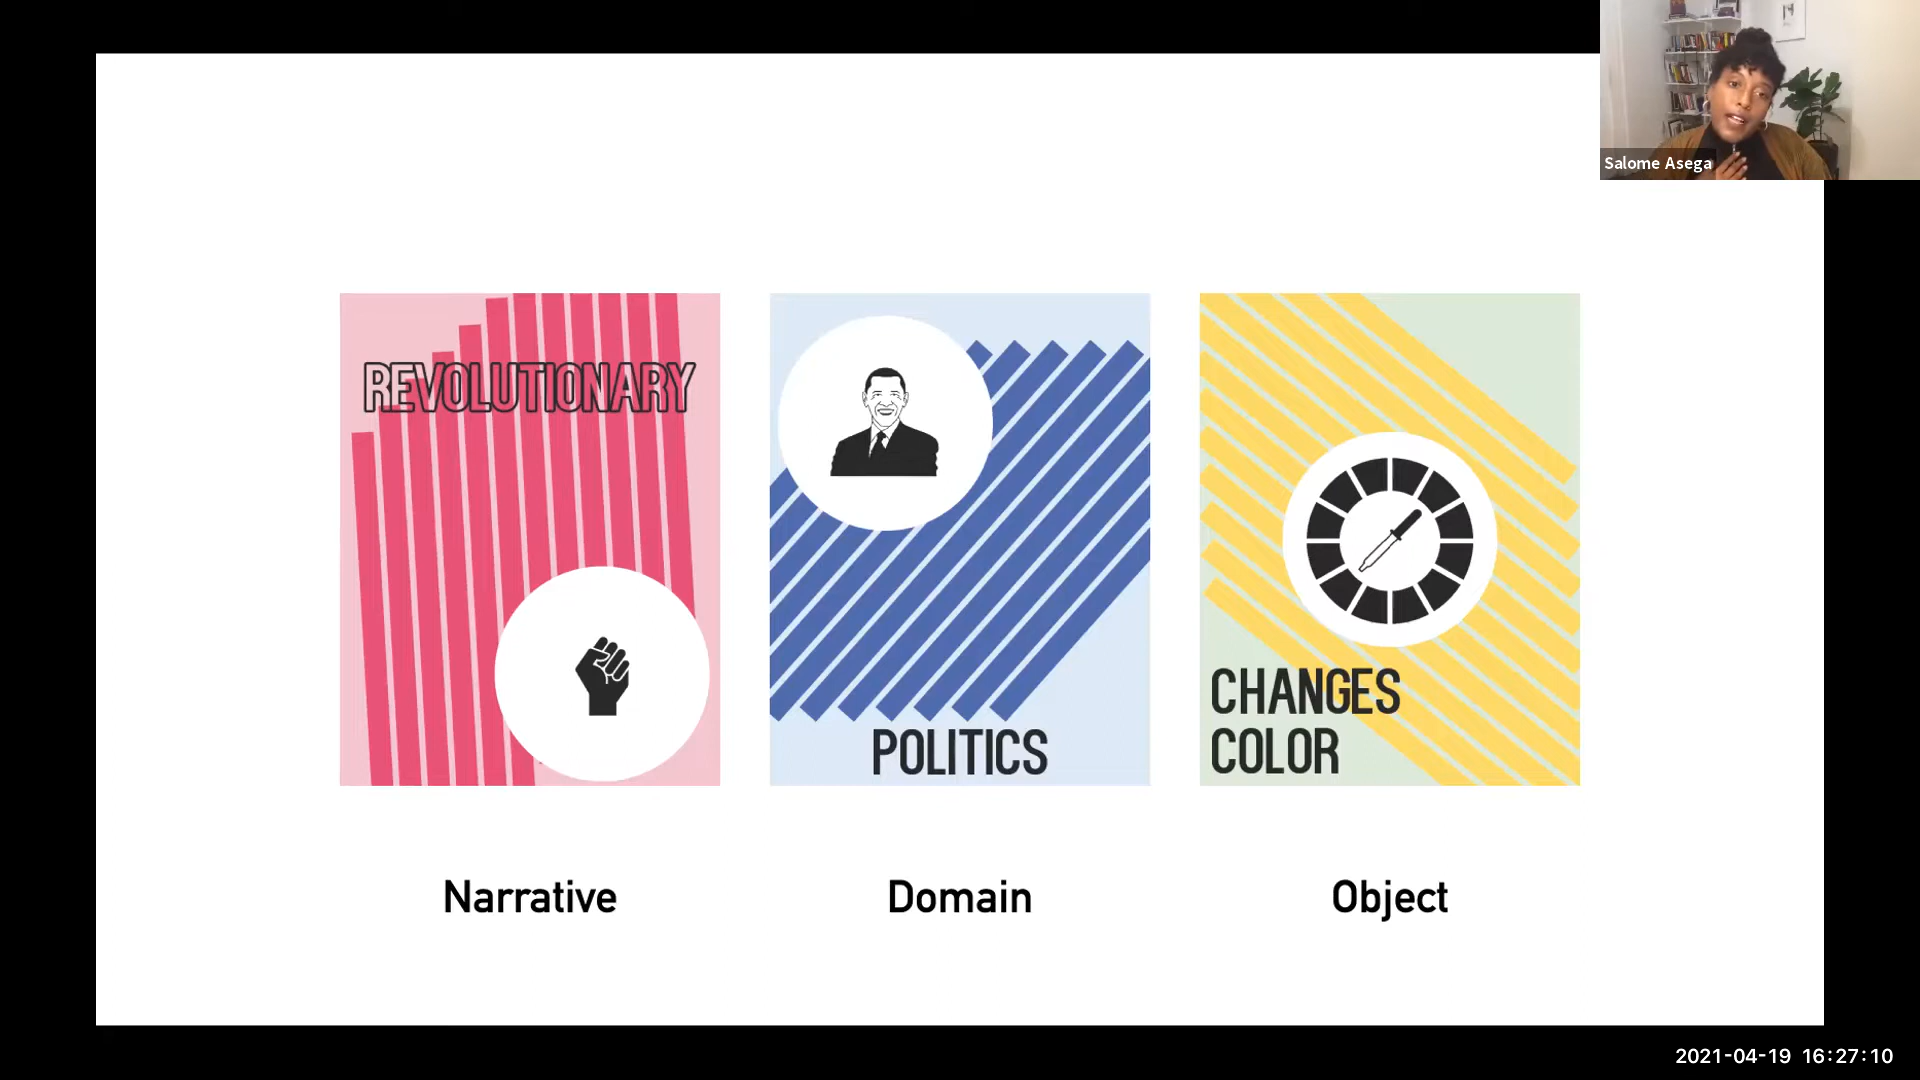 Salome Asega
REVOLUTIONARY
POLITICS
CHANGES
COLOR
Narrative
Domain
Object
2021-04-19 16:27:10